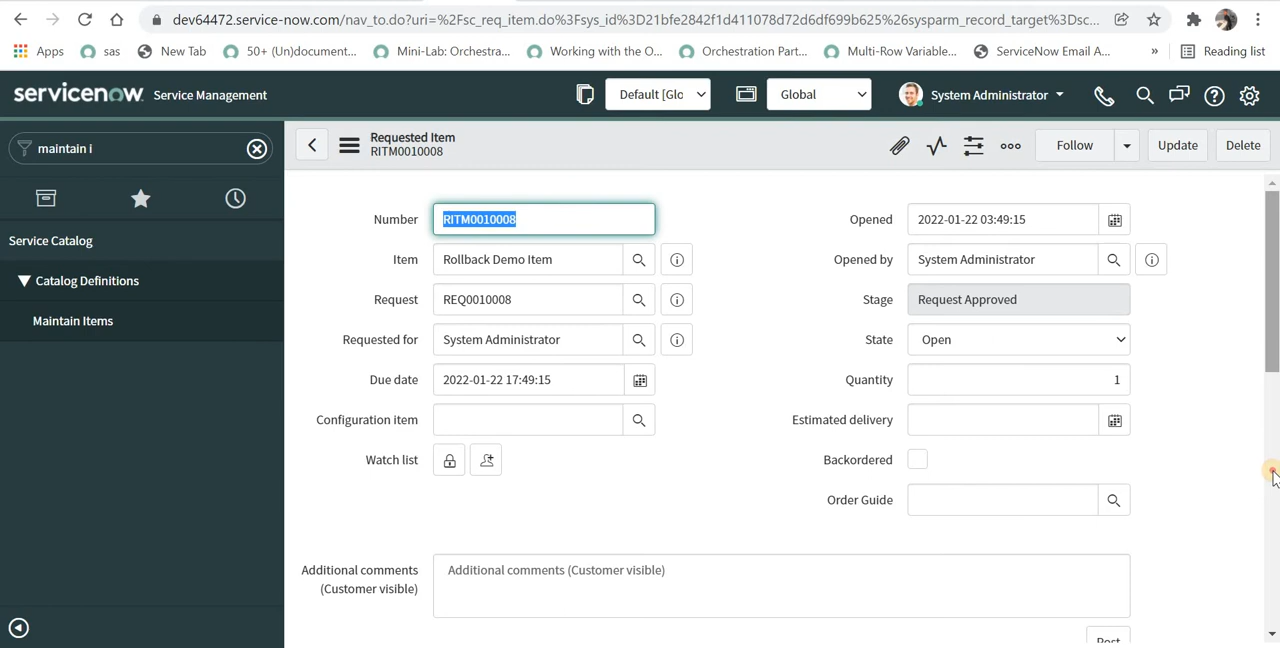 dev64472.service-now.com/nav_to.do?uri=%2Fsc_req_item.do%3Fsys_id%3D21bfe2842f1d411078d72d6df699b625%26sysparm_record_target%3Dsc...
Apps sas New Tab 50+ (Un)document... Mini-Lab: Orchestra... Working with the O... Orchestration Part... Multi-Row Variable... ServiceNow Email A... » Reading list
servicenow Service Management Default [Glo Global System Administrator
maintain i
Requested Item
RITM0010008
Follow Update Delete
Service Catalog
Catalog Definitions
Maintain Items
Number RITM0010008 Opened 2022-01-22 03:49:15
Item Rollback Demo Item Opened by System Administrator
Request REQ0010008 Stage Request Approved
Requested for System Administrator State Open
Due date 2022-01-22 17:49:15 Quantity 1
Configuration item Estimated delivery
Watch list Backordered
Order Guide
Additional comments (Customer visible) Additional comments (Customer visible)
Post